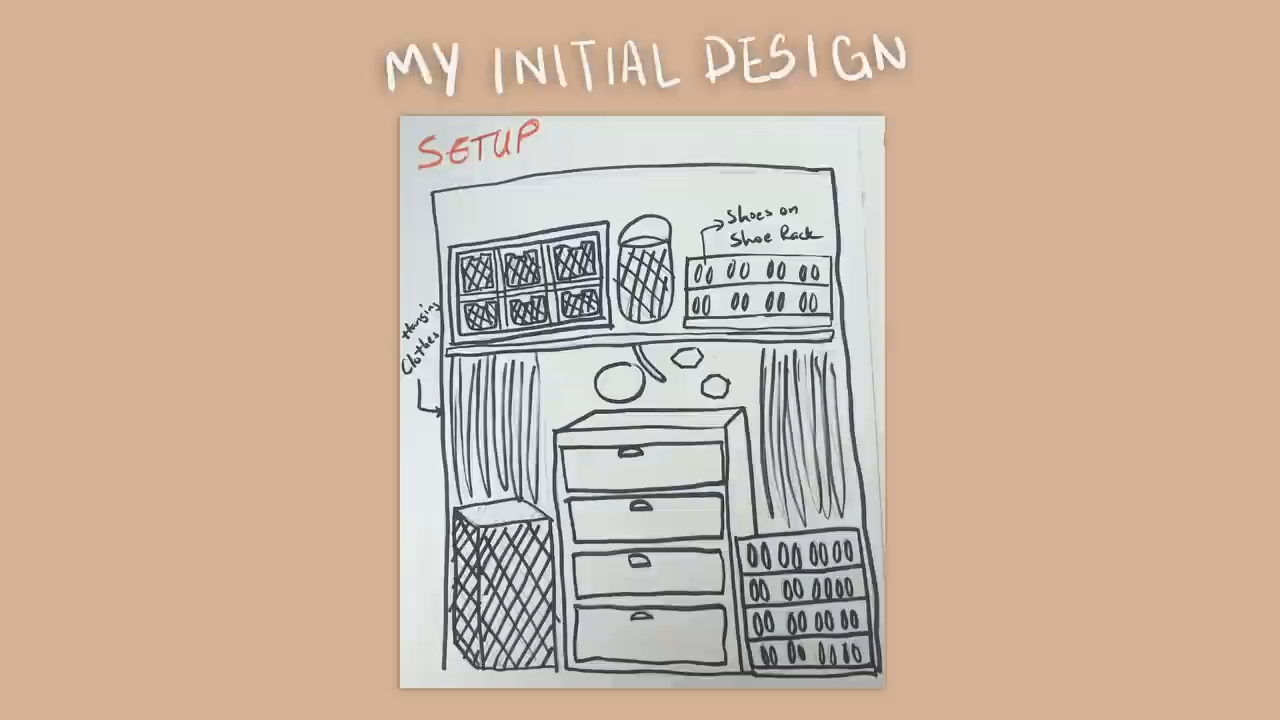 MY INITIAL DESIGN
SETUP
Shoes on
Shoe Rack
Hanging
Clothes